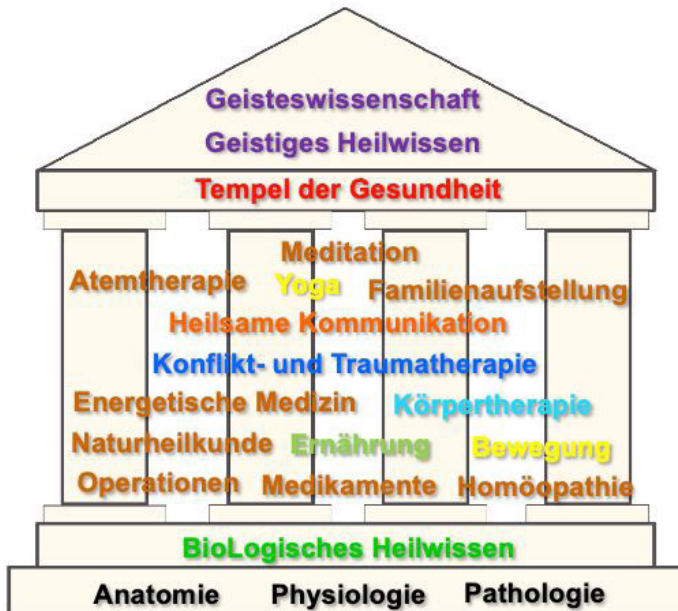 Geisteswissenschaft
Geistiges Heilwissen
Tempel der Gesundheit
Meditation
Atemtherapie Yoga Familienaufstellung
Heilsame Kommunikation
Konflikt- und Traumatherapie
Energetische Medizin Körpertherapie
Naturheilkunde Ernährung Bewegung
Operationen Medikamente Homöopathie
BioLogisches Heilwissen
Anatomie Physiologie Pathologie